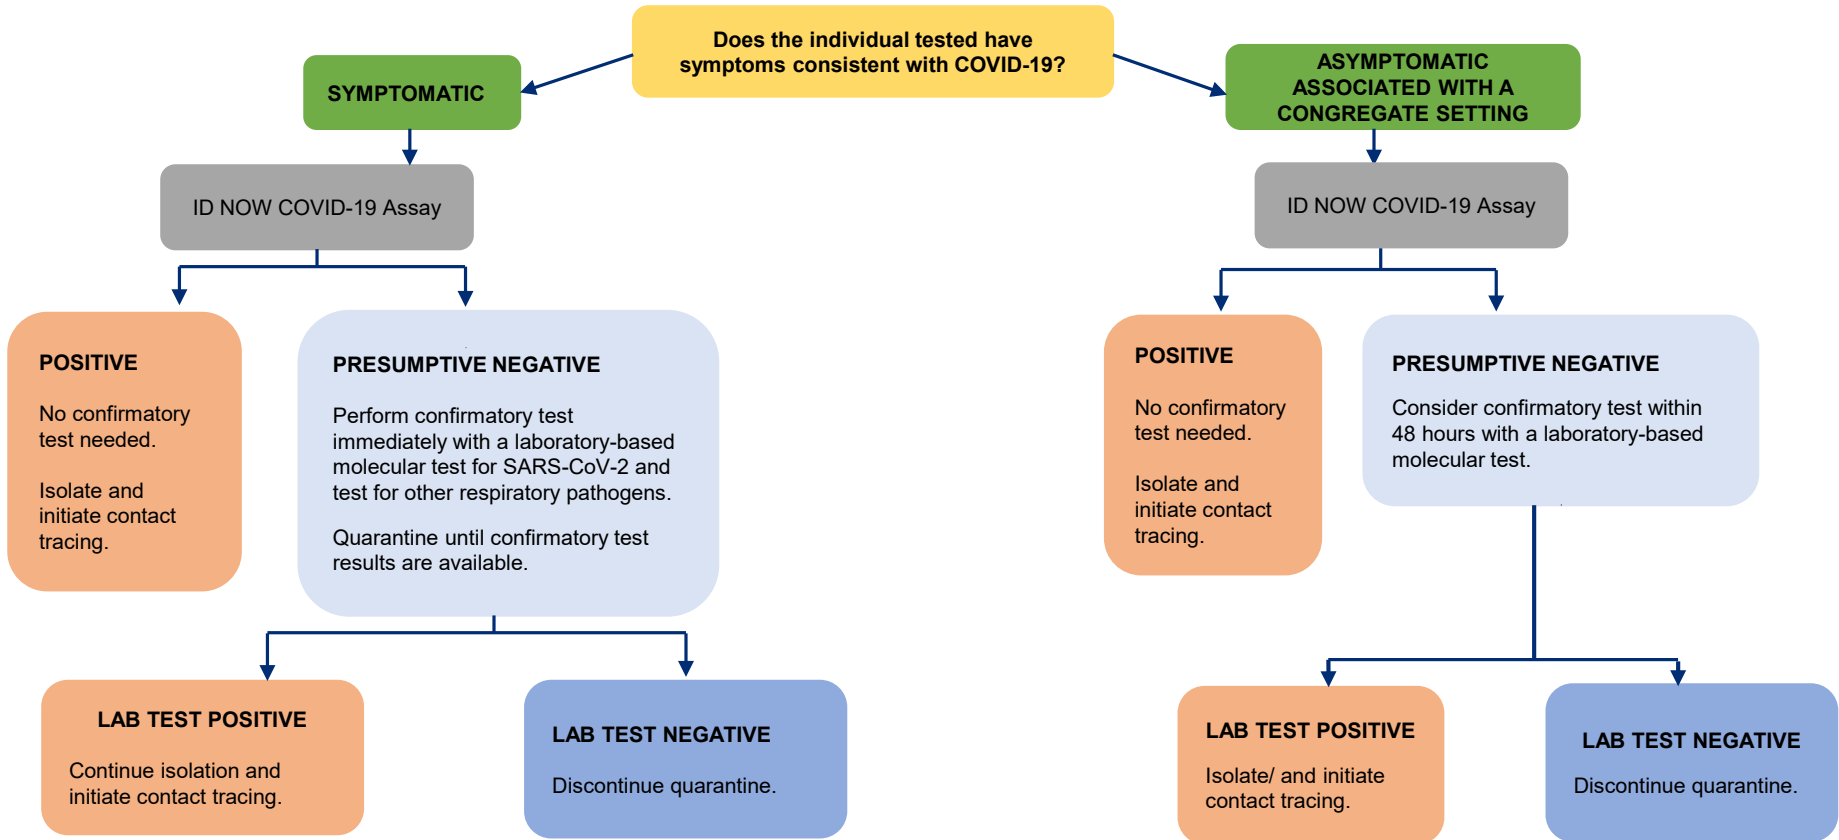 Does the individual tested have
symptoms consistent with COVID-19?
SYMPTOMATIC
ASYMPTOMATIC
ASSOCIATED WITH A
CONGREGATE SETTING
ID NOW COVID-19 Assay
ID NOW COVID-19 Assay
POSITIVE
No confirmatory
test needed.
Isolate and
initiate contact
tracing.
PRESUMPTIVE NEGATIVE
Perform confirmatory test
immediately with a laboratory-based
molecular test for SARS-CoV-2 and
test for other respiratory pathogens.
Quarantine until confirmatory test
results are available.
POSITIVE
No confirmatory
test needed.
Isolate and
initiate contact
tracing.
PRESUMPTIVE NEGATIVE
Consider confirmatory test within
48 hours with a laboratory-based
molecular test.
LAB TEST POSITIVE
Continue isolation and
initiate contact tracing.
LAB TEST NEGATIVE
Discontinue quarantine.
LAB TEST POSITIVE
Isolate/ and initiate
contact tracing.
LAB TEST NEGATIVE
Discontinue quarantine.